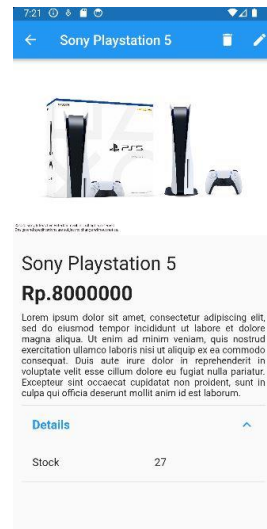 7:21
Sony Playstation 5
PS5
Sony Playstation 5
Rp.8000000
Lorem ipsum dolor sit amet, consectetur adipiscing elit,
sed do eiusmod tempor incididunt ut labore et dolore
magna aliqua. Ut enim ad minim veniam, quis nostrud
exercitation ullamco laboris nisi ut aliquip ex ea commodo
consequat. Duis aute irure dolor in reprehenderit in
voluptate velit esse cillum dolore eu fugiat nulla pariatur.
Excepteur sint occaecat cupidatat non proident, sunt in
culpa qui officia deserunt mollit anim id est laborum.
Details
Stock 27